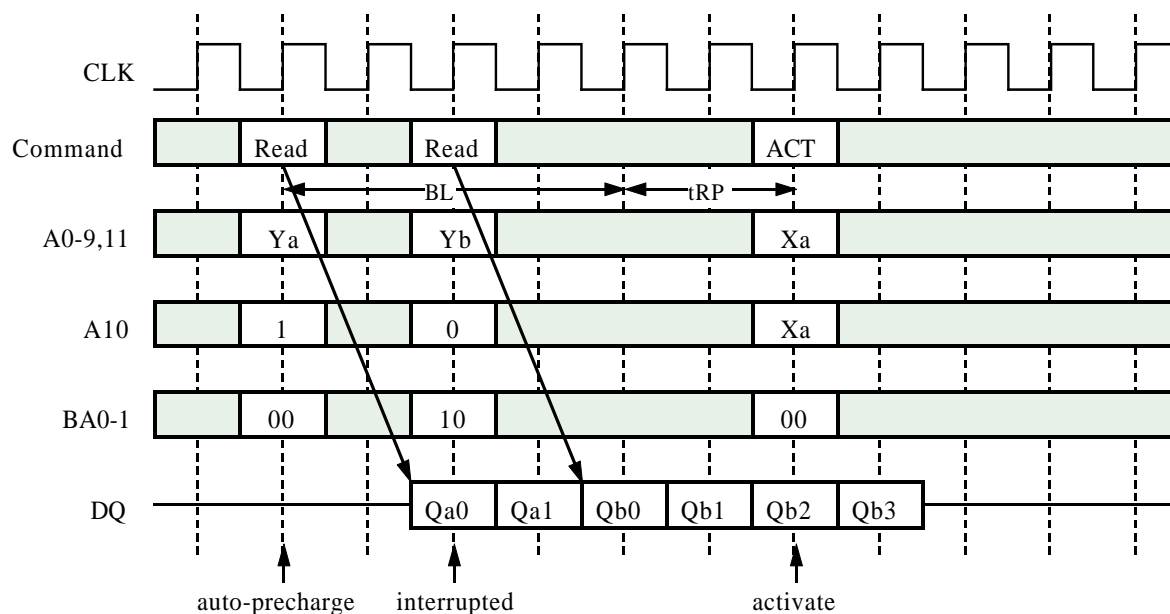 CLK
Command Read Read ACT
BL tRP
A0-9,11 Ya Yb Xa
A10 1 0 Xa
BA0-1 00 10 00
DQ Qa0 Qa1 Qb0 Qb1 Qb2 Qb3
auto-precharge interrupted activate